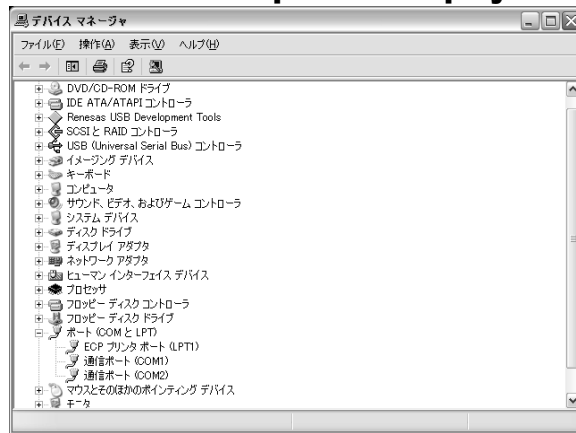 デバイス マネージャ
ファイル(F) 操作(A) 表示(V) ヘルプ(H)
DVD/CD-ROM ドライブ
IDE ATA/ATAPI コントローラ
Renesas USB Development Tools
SCSI と RAID コントローラ
USB (Universal Serial Bus) コントローラ
イメージング デバイス
キーボード
コンピュータ
サウンド、ビデオ、およびゲーム コントローラ
システム デバイス
ディスク ドライブ
ディスプレイ アダプタ
ネットワーク アダプタ
ヒューマン インターフェイス デバイス
プロセッサ
フロッピー ディスク コントローラ
フロッピー ディスク ドライブ
ポート (COM と LPT)
ECP プリンタ ポート (LPT1)
通信ポート (COM1)
通信ポート (COM2)
マウスとそのほかのポインティング デバイス
モデム